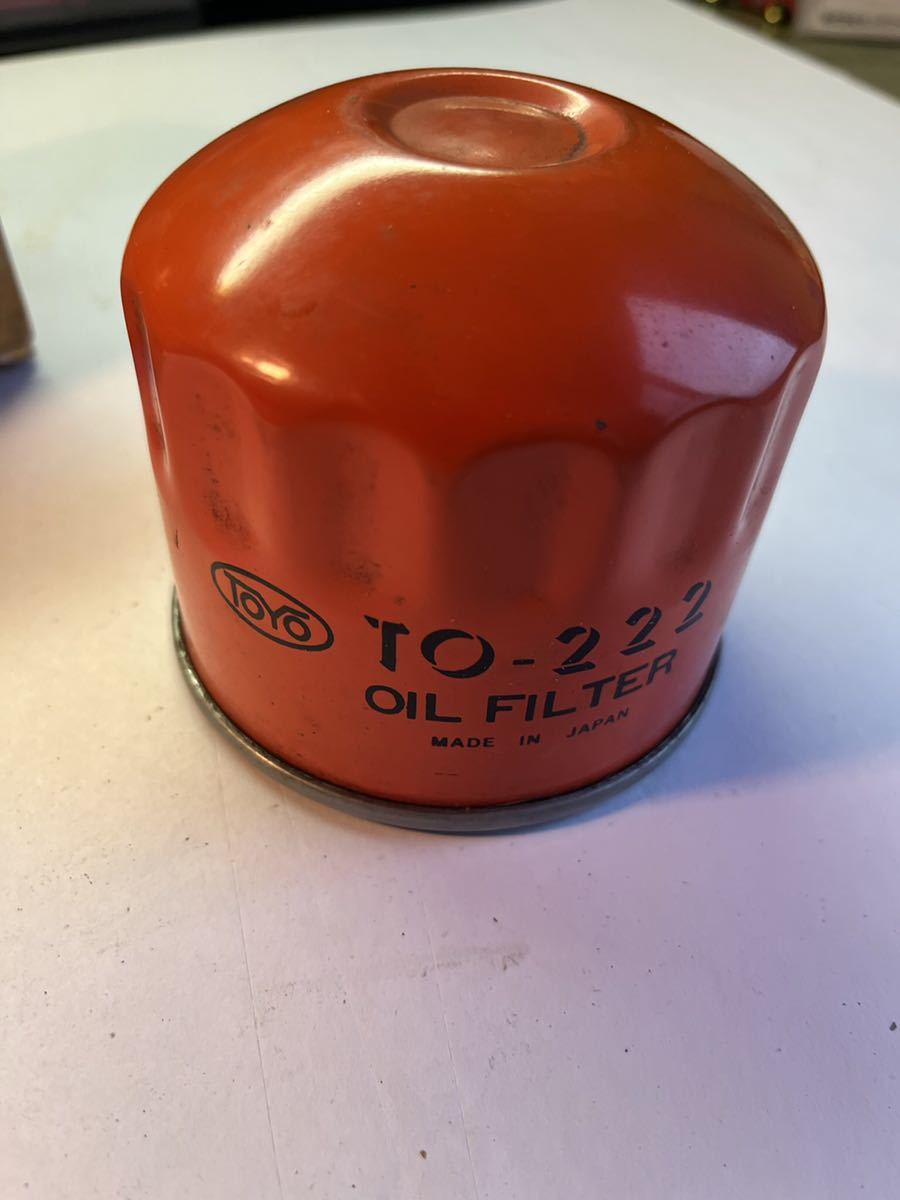 TOYO TO-222
OIL FILTER
MADE IN JAPAN